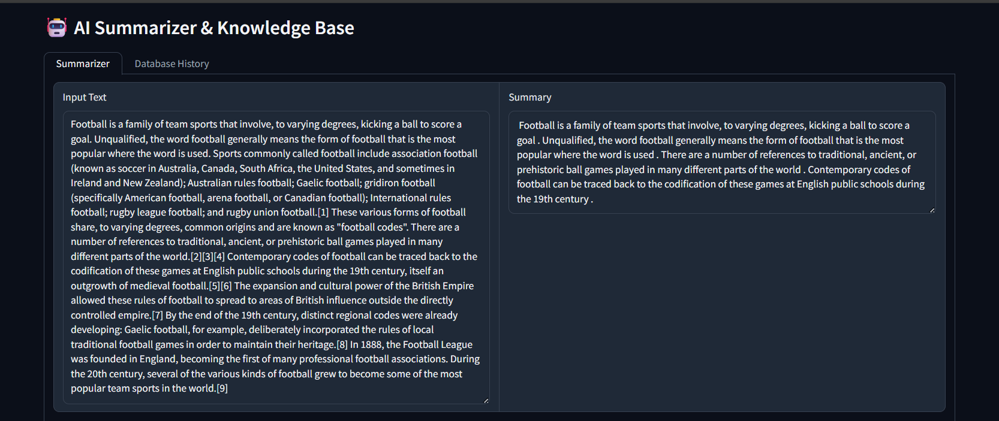 AI Summarizer & Knowledge Base
Summarizer
Database History
Input Text
Football is a family of team sports that involve, to varying degrees, kicking a ball to score a
goal. Unqualified, the word football generally means the form of football that is the most
popular where the word is used. Sports commonly called football include association football
(known as soccer in Australia, Canada, South Africa, the United States, and sometimes in
Ireland and New Zealand); Australian rules football; Gaelic football; gridiron football
(specifically American football, arena football, or Canadian football); International rules
football; rugby league football; and rugby union football.[1] These various forms of football
share, to varying degrees, common origins and are known as "football codes". There are a
number of references to traditional, ancient, or prehistoric ball games played in many
different parts of the world.[2][3][4] Contemporary codes of football can be traced back to the
codification of these games at English public schools during the 19th century, itself an
outgrowth of medieval football.[5][6] The expansion and cultural power of the British Empire
allowed these rules of football to spread to areas of British influence outside the directly
controlled empire.[7] By the end of the 19th century, distinct regional codes were already
developing: Gaelic football, for example, deliberately incorporated the rules of local
traditional football games in order to maintain their heritage.[8] In 1888, the Football League
was founded in England, becoming the first of many professional football associations. During
the 20th century, several of the various kinds of football grew to become some of the most
popular team sports in the world.[9]
Summary
Football is a family of team sports that involve, to varying degrees, kicking a ball to score a
goal . Unqualified, the word football generally means the form of football that is the most
popular where the word is used . There are a number of references to traditional, ancient, or
prehistoric ball games played in many different parts of the world . Contemporary codes of
football can be traced back to the codification of these games at English public schools during
the 19th century .